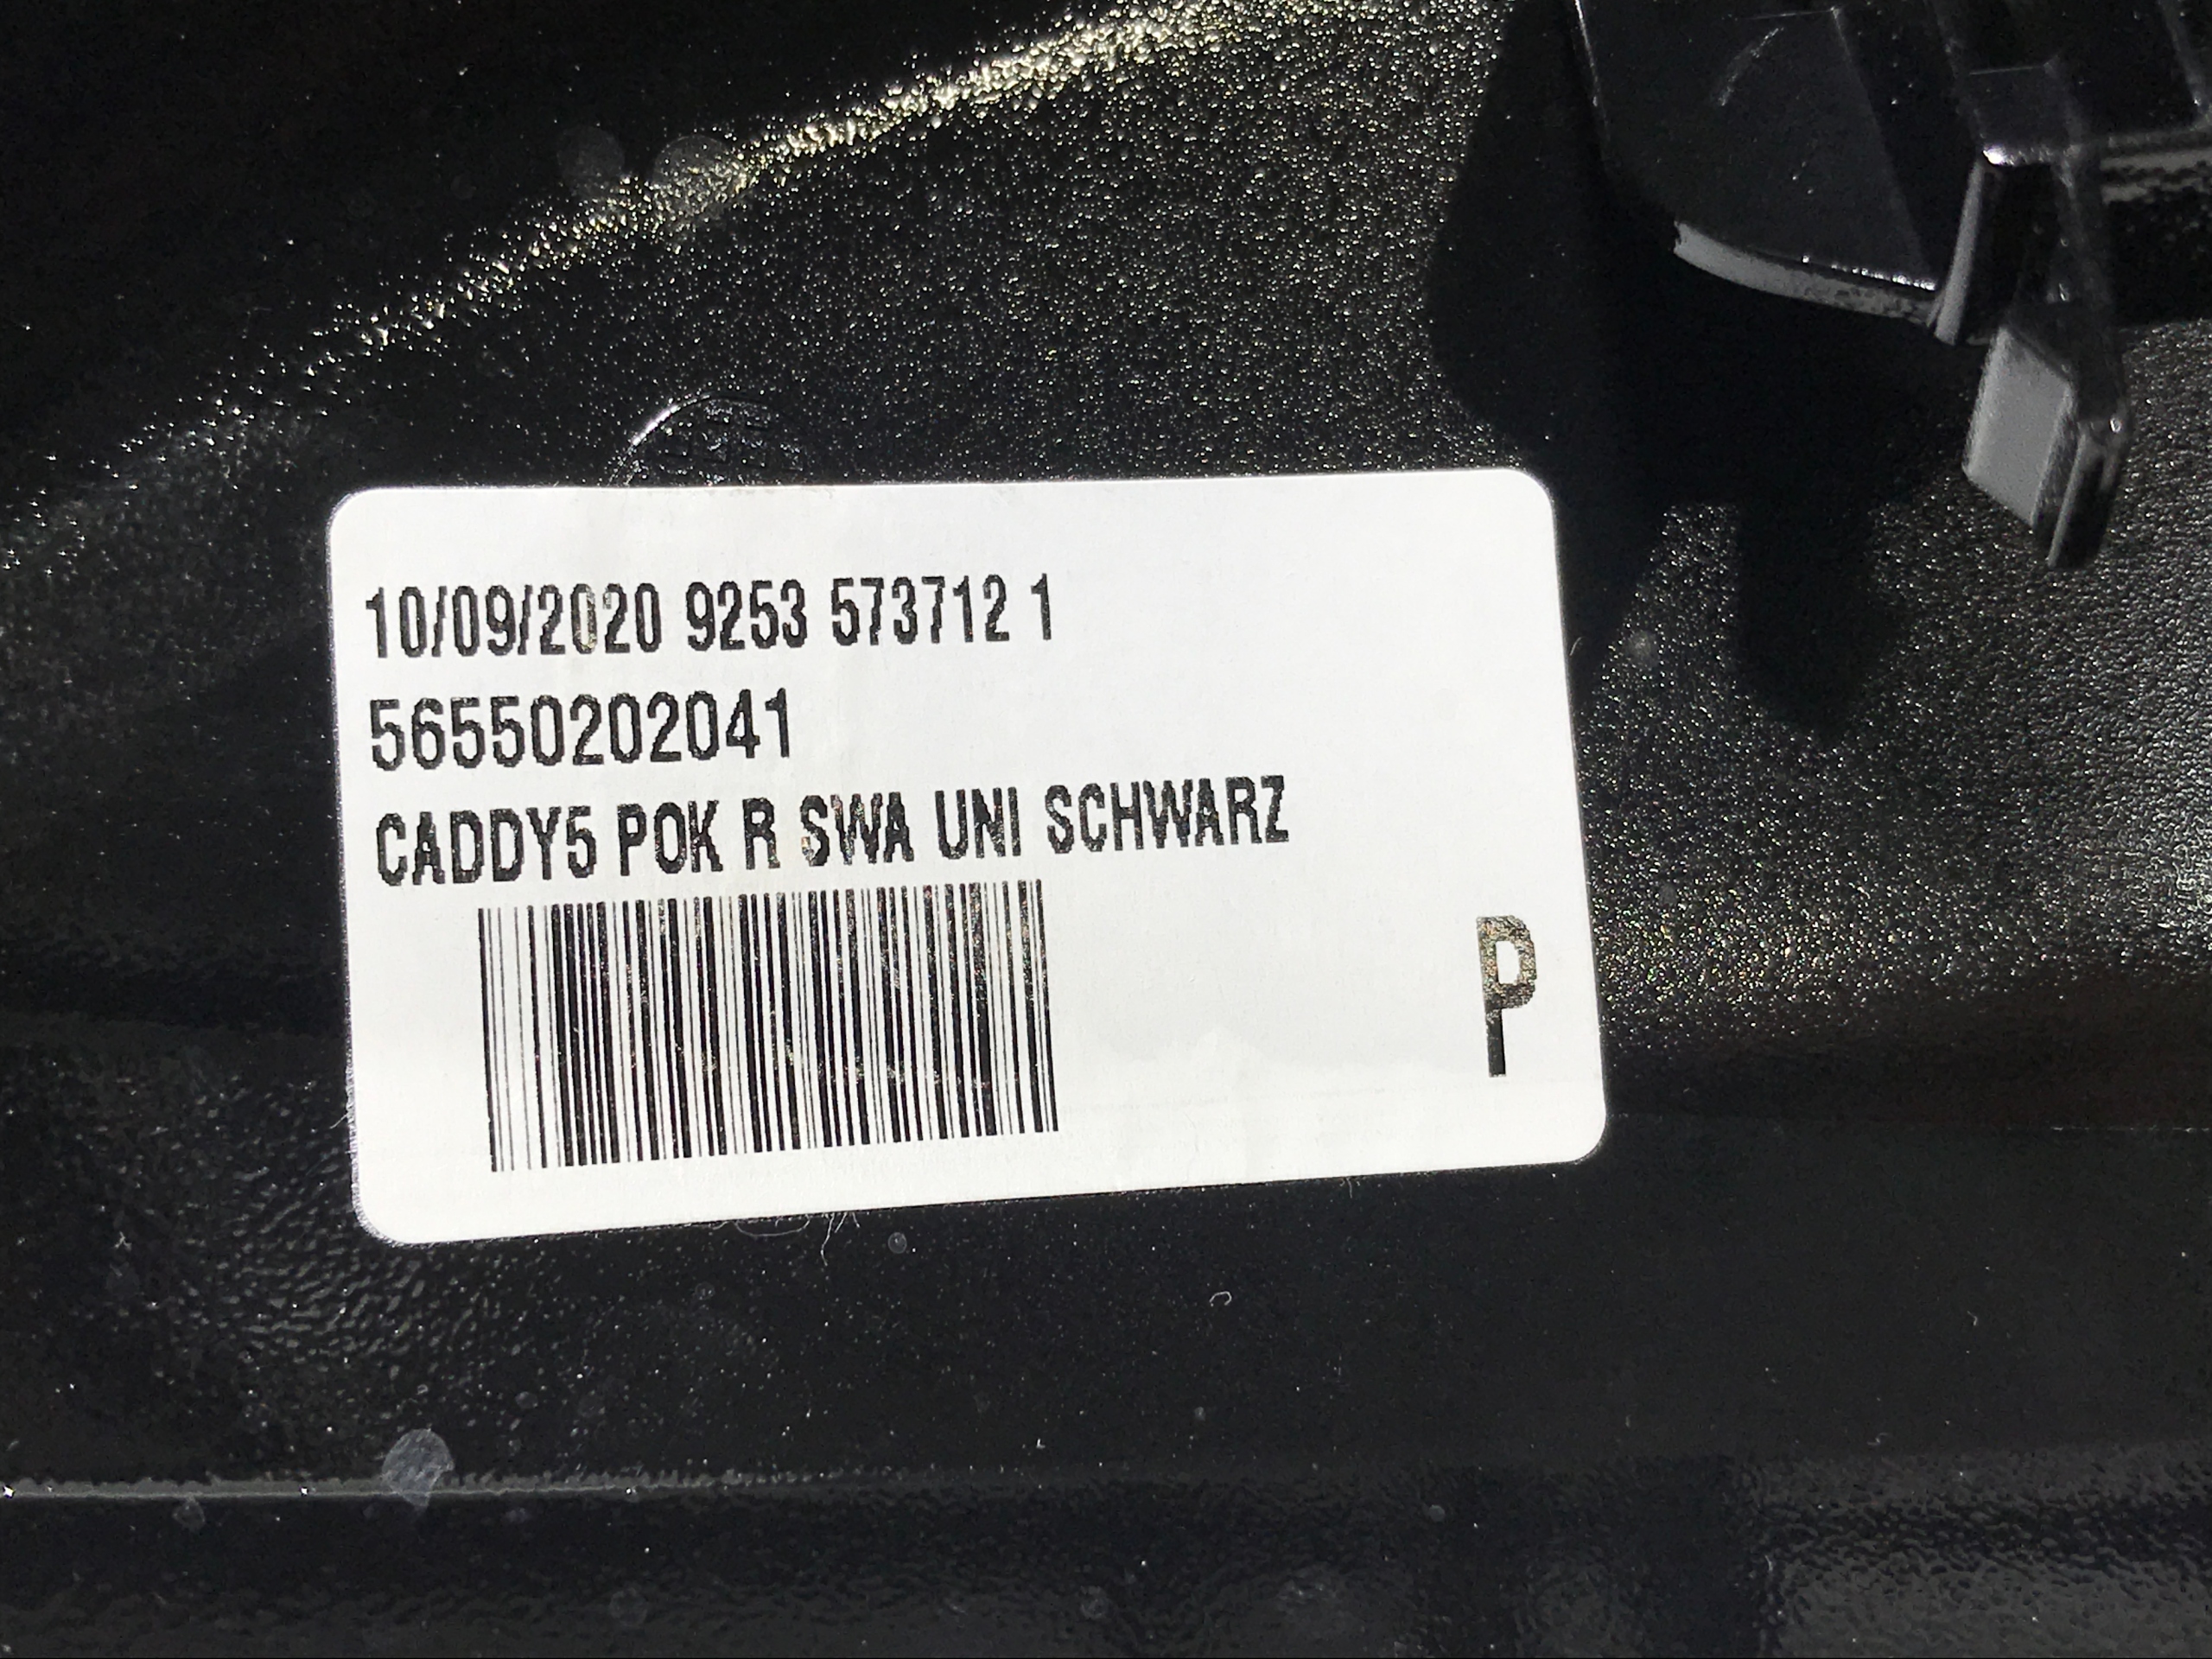 10/09/2020 9253 573712 1
56550202041
CADDY5 POK R SWA UNI SCHWARZ
P